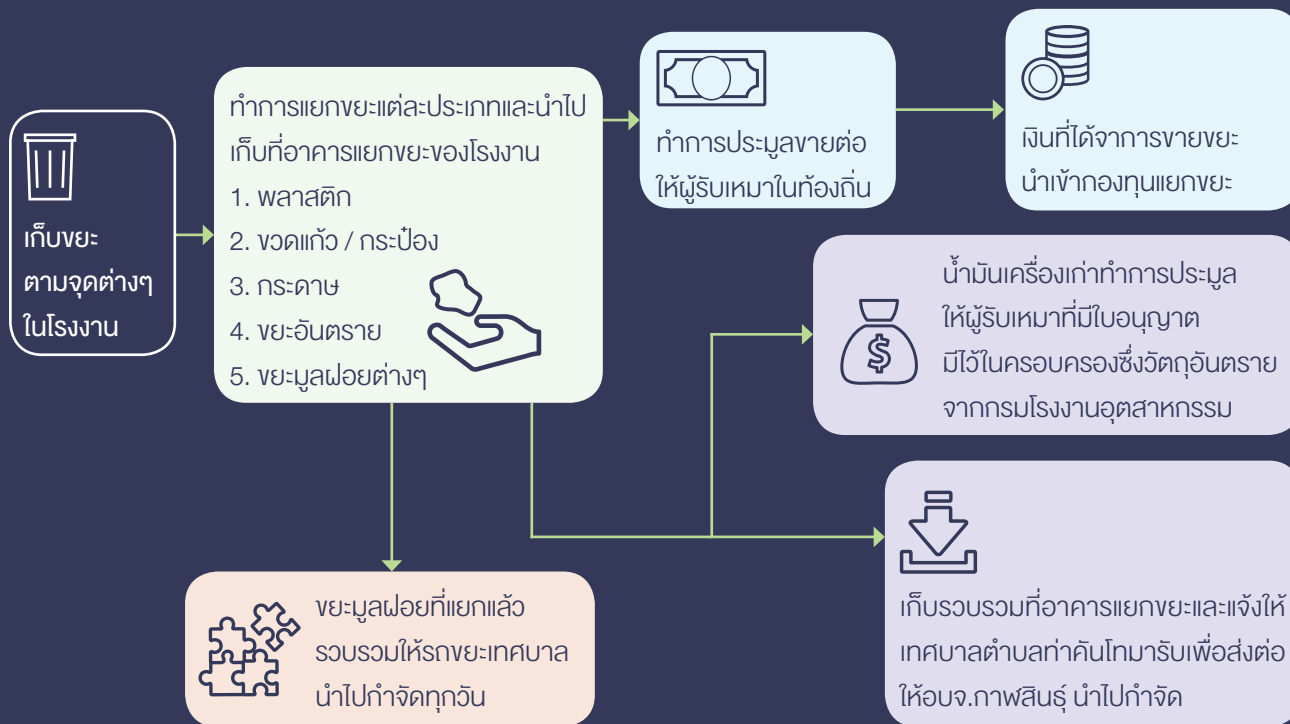 เก็บขยะ
ตามจุดต่างๆ
ในโรงงาน
ทำการแยกขยะแต่ละประเภทและนำไป
เก็บที่อาคารแยกขยะของโรงงาน
1. พลาสติก
2. ขวดแก้ว / กระป๋อง
3. กระดาษ
4. ขยะอันตราย
5. ขยะมูลฝอยต่างๆ
ทำการประมูลขายต่อ
ให้ผู้รับเหมาในท้องถิ่น
เงินที่ได้จาการขายขยะ
นำเข้ากองทุนแยกขยะ
$
น้ำมันเครื่องเก่าทำการประมูล
ให้ผู้รับเหมาที่มีใบอนุญาต
มีไว้ในครอบครองซึ่งวัตถุอันตราย
จากกรมโรงงานอุตสาหกรรม
เก็บรวบรวมที่อาคารแยกขยะและแจ้งให้
เทศบาลตำบลท่าคันโทมารับเพื่อส่งต่อ
ให้อบจ.กาฬสินธุ์ นำไปกำจัด
ขยะมูลฝอยที่แยกแล้ว
รวบรวมให้รถขยะเทศบาล
นำไปกำจัดทุกวัน